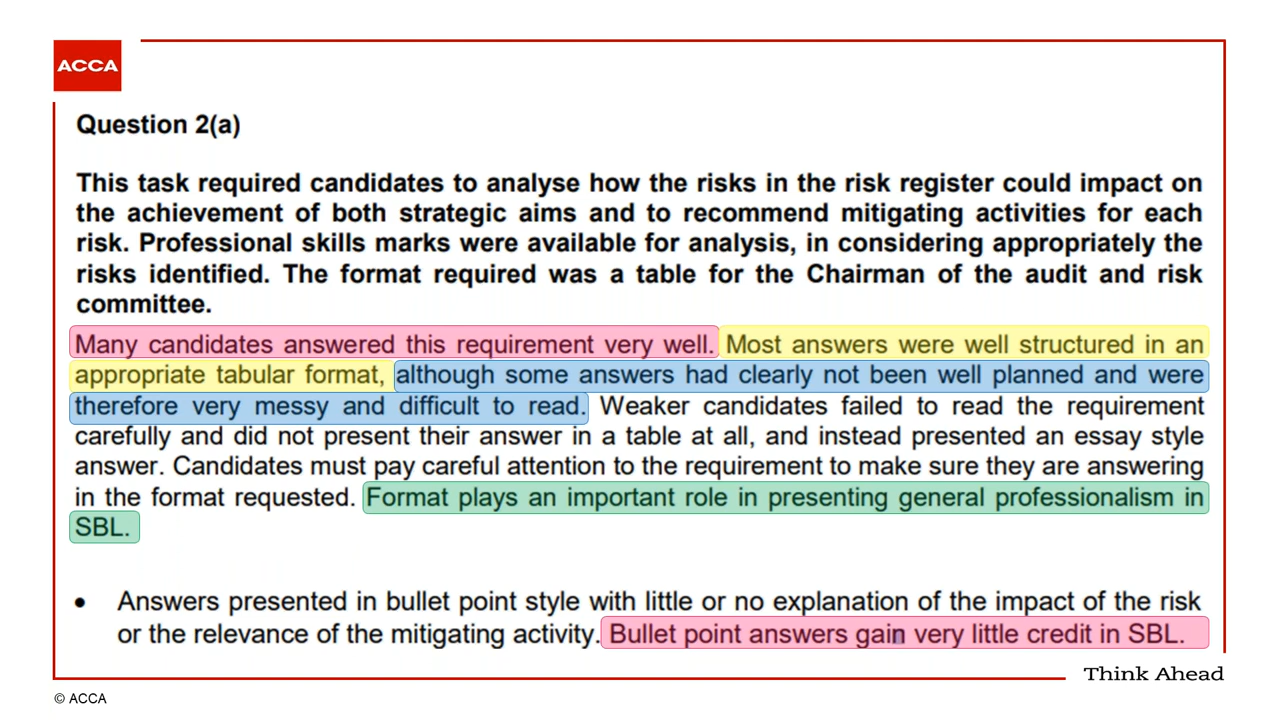 ACCA
Question 2(a)
This task required candidates to analyse how the risks in the risk register could impact on
the achievement of both strategic aims and to recommend mitigating activities for each
risk. Professional skills marks were available for analysis, in considering appropriately the
risks identified. The format required was a table for the Chairman of the audit and risk
committee.
Many candidates answered this requirement very well. Most answers were well structured in an
appropriate tabular format, although some answers had clearly not been well planned and were
therefore very messy and difficult to read. Weaker candidates failed to read the requirement
carefully and did not present their answer in a table at all, and instead presented an essay style
answer. Candidates must pay careful attention to the requirement to make sure they are answering
in the format requested. Format plays an important role in presenting general professionalism in
SBL.
• Answers presented in bullet point style with little or no explanation of the impact of the risk
or the relevance of the mitigating activity. Bullet point answers gain very little credit in SBL.
Think Ahead
© ACCA